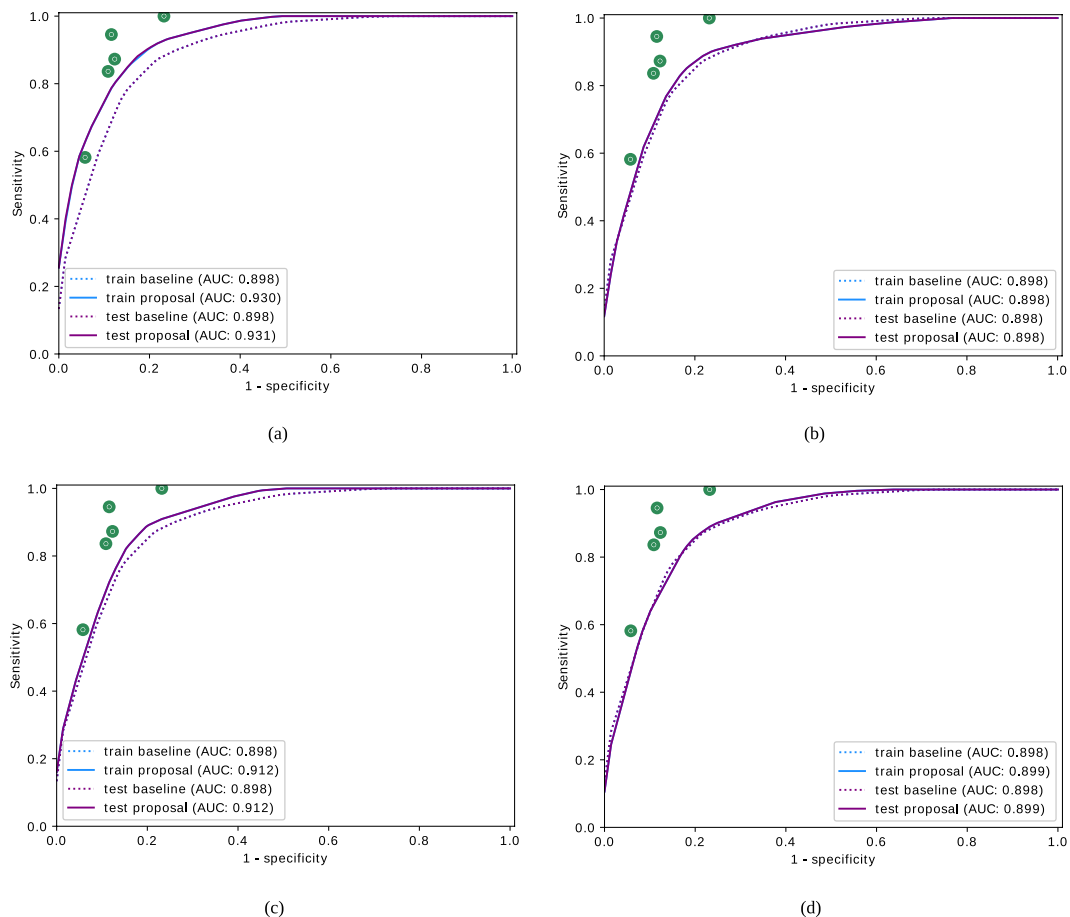 1.0
0.8
0.6
0.4
0.2
0.0
Sensitivity
train baseline (AUC: 0.898)
train proposal (AUC: 0.930)
test baseline (AUC: 0.898)
test proposal (AUC: 0.931)
0.0 0.2 0.4 0.6 0.8 1.0
1 - specificity
(a)
1.0
0.8
0.6
0.4
0.2
0.0
Sensitivity
train baseline (AUC: 0.898)
train proposal (AUC: 0.898)
test baseline (AUC: 0.898)
test proposal (AUC: 0.898)
0.0 0.2 0.4 0.6 0.8 1.0
1 - specificity
(b)
1.0
0.8
0.6
0.4
0.2
0.0
Sensitivity
train baseline (AUC: 0.898)
train proposal (AUC: 0.912)
test baseline (AUC: 0.898)
test proposal (AUC: 0.912)
0.0 0.2 0.4 0.6 0.8 1.0
1 - specificity
(c)
1.0
0.8
0.6
0.4
0.2
0.0
Sensitivity
train baseline (AUC: 0.898)
train proposal (AUC: 0.899)
test baseline (AUC: 0.898)
test proposal (AUC: 0.899)
0.0 0.2 0.4 0.6 0.8 1.0
1 - specificity
(d)